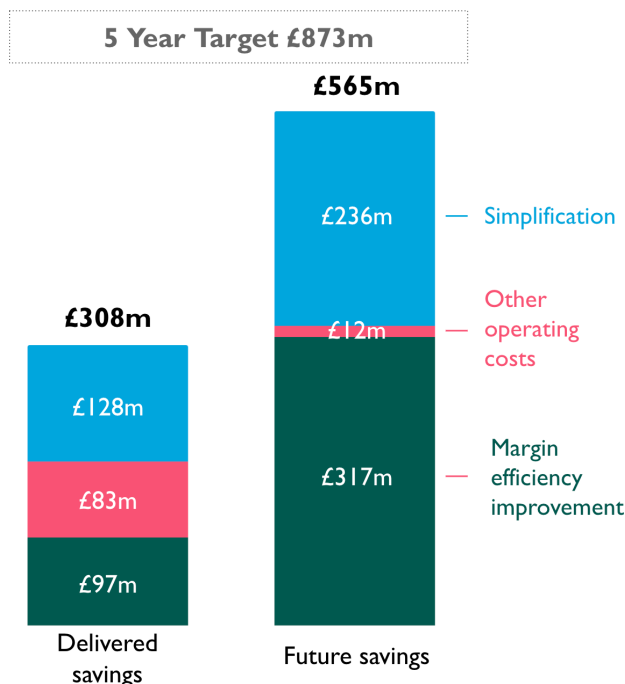 5 Year Target £873m
£565m
£236m
Simplification
Other
operating
costs
£12m
£308m
£128m
£83m
£97m
£317m
Margin
efficiency
improvement
Delivered
savings
Future savings